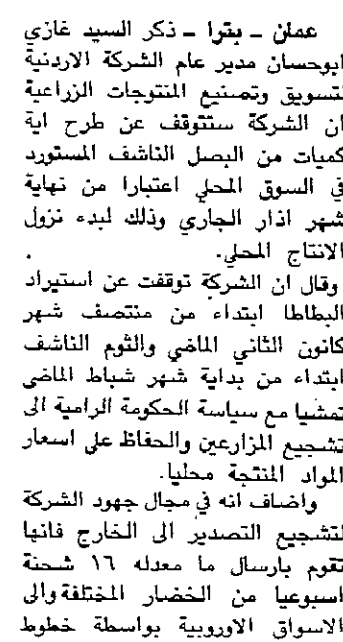 عمان ـ بترا ـ ذكر السيد غازي
ابوحسان مدير عام الشركة الاردنية
لتسويق وتصنيع المنتوجات الزراعية
ان الشركة ستتوقف عن طرح اية
كميات من البصل الناشف المستورد
في السوق المحلي اعتبارا من نهاية
شهر اذار الجاري وذلك لبدء نزول
الانتاج المحلي.
وقال ان الشركة توقفت عن استيراد
البطاطا ابتداء من منتصف شهر
كانون الثاني الماضي والثوم الناشف
ابتداء من بداية شهر شباط الماضي
تمشيا مع سياسة الحكومة الرامية الى
تشجيع المزارعين والحفاظ على اسعار
المواد المنتجة محليا.
واضاف انه في مجال جهود الشركة
لتشجيع التصدير الى الخارج فانها
تقوم بارسال ما معدله ١٦ شحنة
اسبوعيا من الخضار المختلفة والى
الاسواق الاوروبية بواسطة خطوط